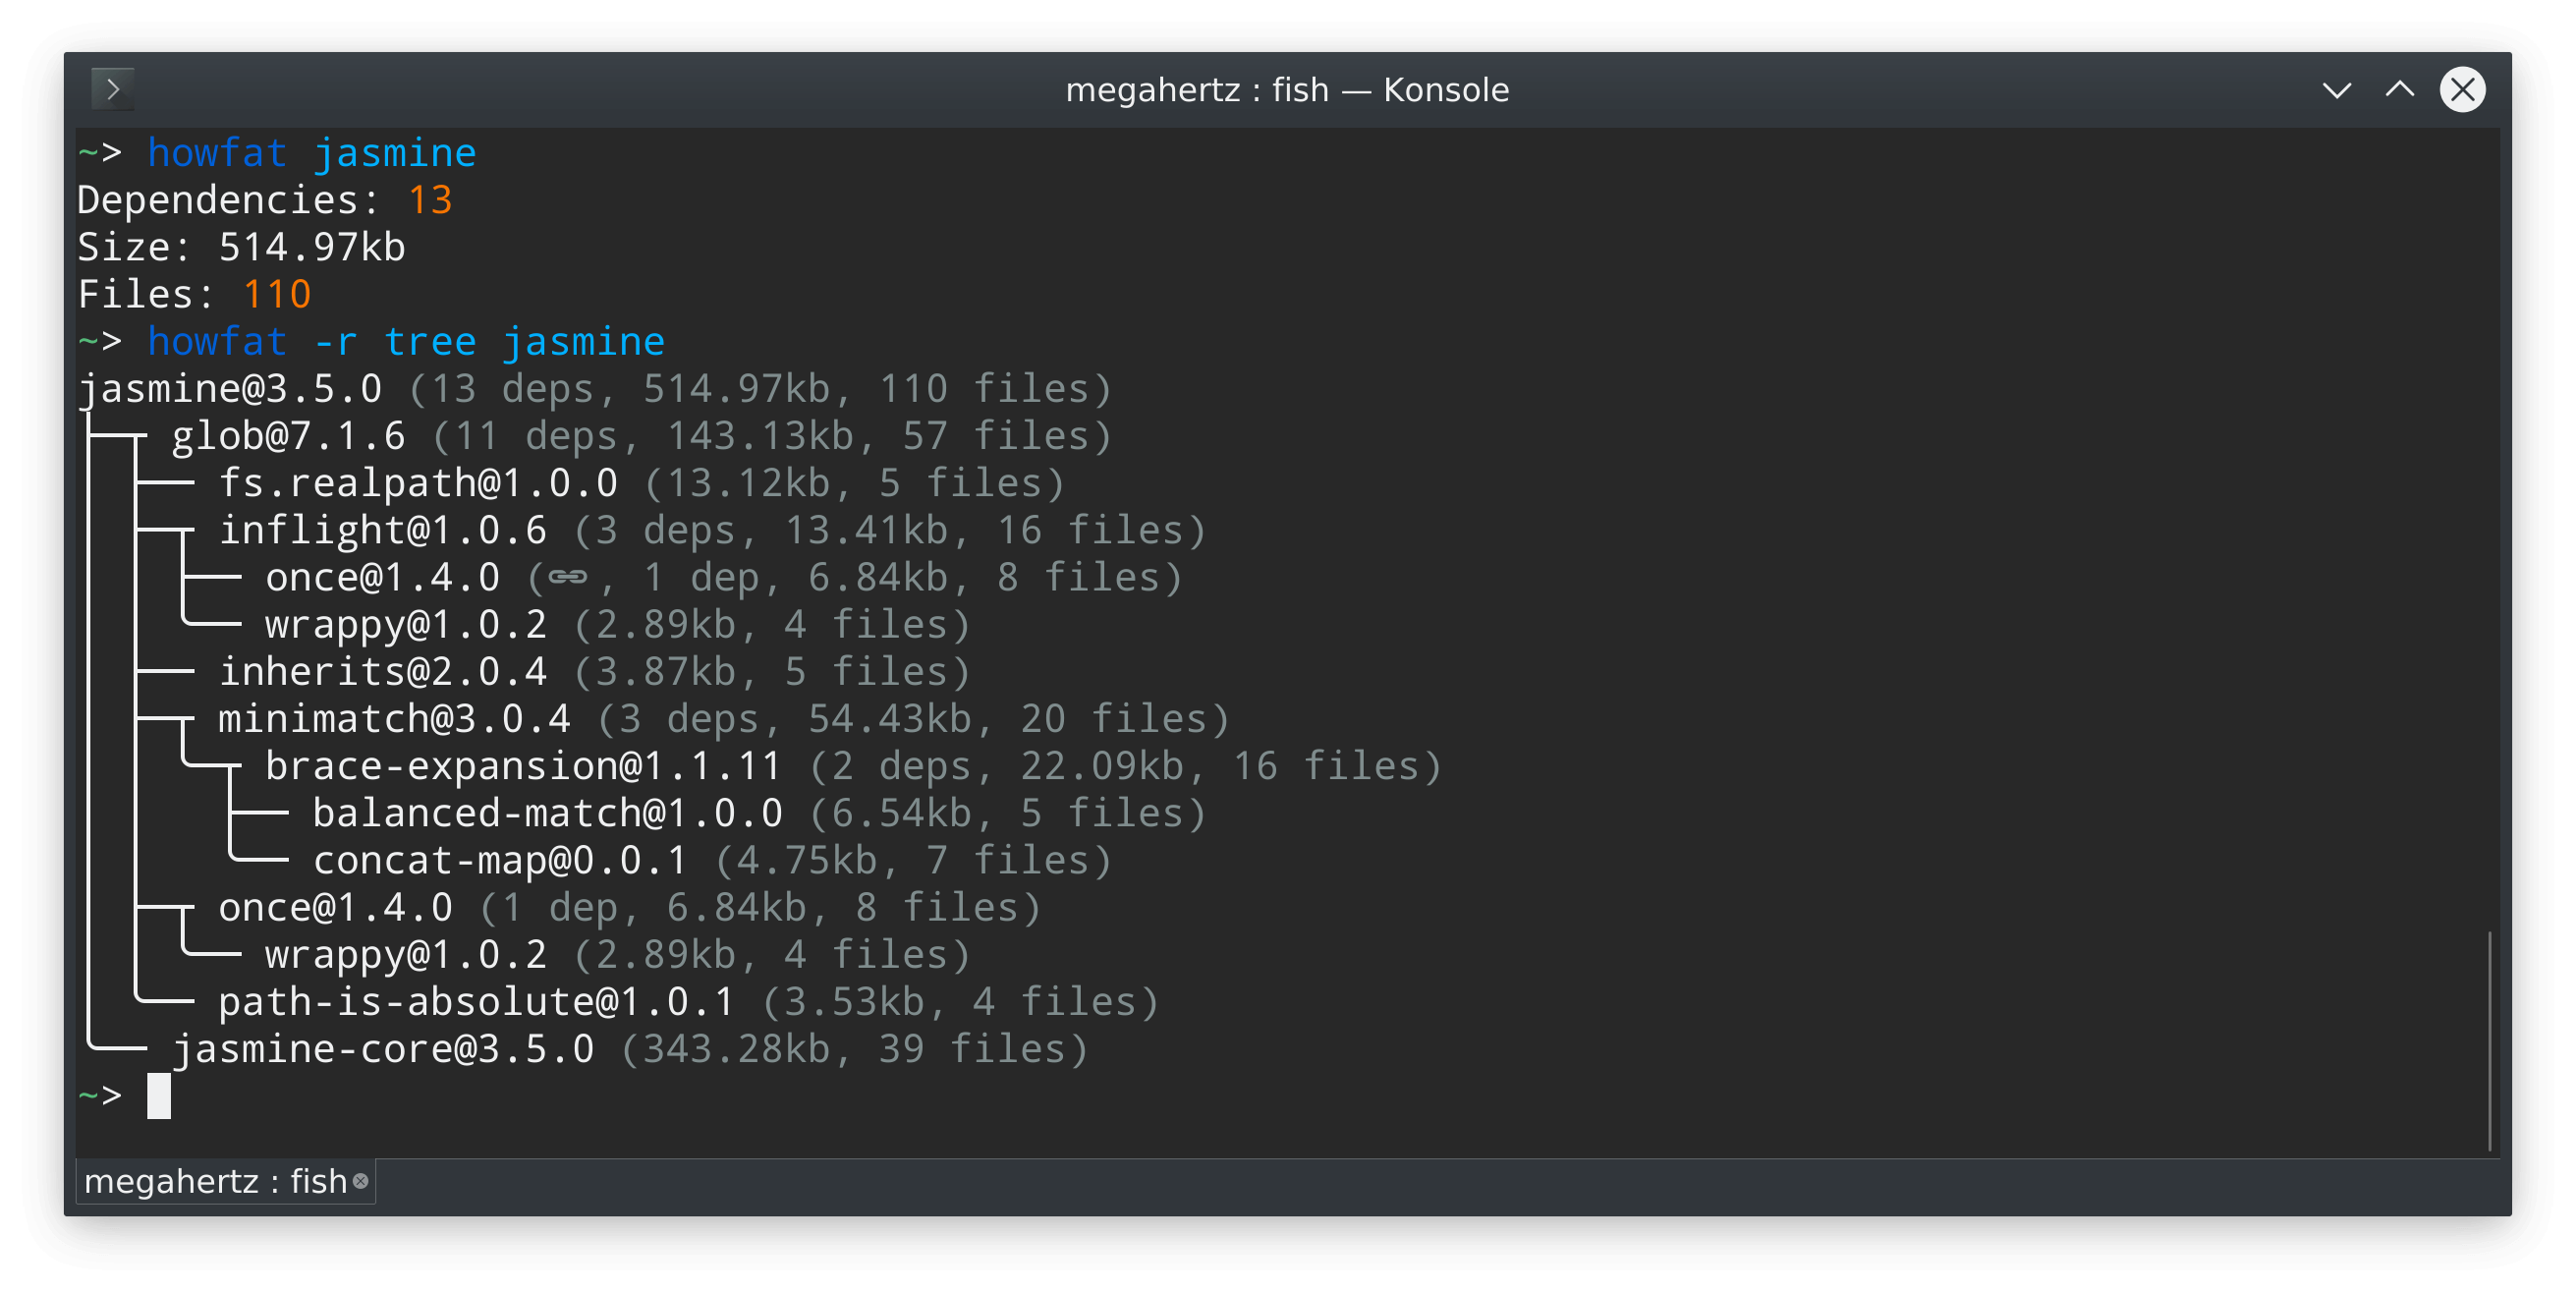 megahertz : fish — Konsole
~> howfat jasmine
Dependencies: 13
Size: 514.97kb
Files: 110
~> howfat -r tree jasmine
jasmine@3.5.0 (13 deps, 514.97kb, 110 files)
glob@7.1.6 (11 deps, 143.13kb, 57 files)
fs.realpath@1.0.0 (13.12kb, 5 files)
inflight@1.0.6 (3 deps, 13.41kb, 16 files)
once@1.4.0 (🔗, 1 dep, 6.84kb, 8 files)
wrappy@1.0.2 (2.89kb, 4 files)
inherits@2.0.4 (3.87kb, 5 files)
minimatch@3.0.4 (3 deps, 54.43kb, 20 files)
brace-expansion@1.1.11 (2 deps, 22.09kb, 16 files)
balanced-match@1.0.0 (6.54kb, 5 files)
concat-map@0.0.1 (4.75kb, 7 files)
once@1.4.0 (1 dep, 6.84kb, 8 files)
wrappy@1.0.2 (2.89kb, 4 files)
path-is-absolute@1.0.1 (3.53kb, 4 files)
jasmine-core@3.5.0 (343.28kb, 39 files)
~>
megahertz : fish